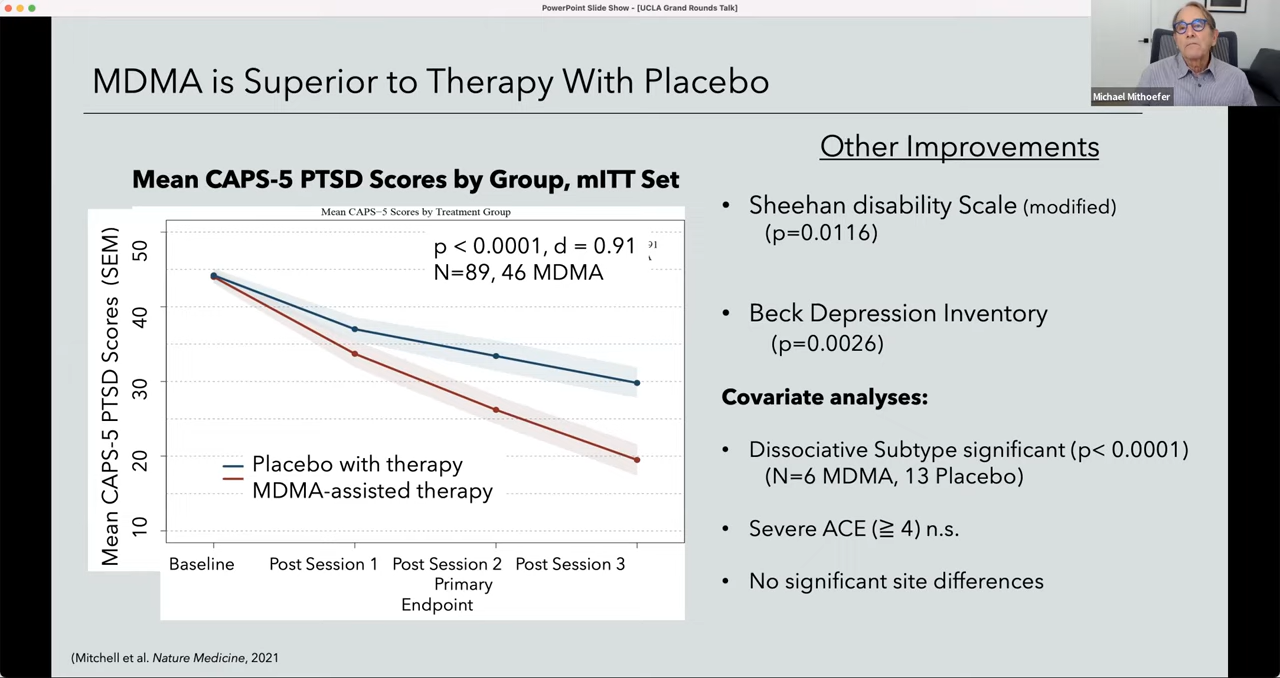 PowerPoint Slide Show - [UCLA Grand Rounds Talk]
Michael Mithoefer
MDMA is Superior to Therapy With Placebo
Mean CAPS-5 PTSD Scores by Group, mITT Set
Mean CAPS-5 Scores by Treatment Group
Mean CAPS-5 PTSD Scores (SEM)
50
40
30
20
10
p < 0.0001, d = 0.91
N=89, 46 MDMA
91
Placebo with therapy
MDMA-assisted therapy
Baseline
Post Session 1
Post Session 2
Post Session 3
Primary
Endpoint
Other Improvements
• Sheehan disability Scale (modified)
(p=0.0116)
• Beck Depression Inventory
(p=0.0026)
Covariate analyses:
• Dissociative Subtype significant (p< 0.0001)
(N=6 MDMA, 13 Placebo)
• Severe ACE (≧ 4) n.s.
• No significant site differences
(Mitchell et al. Nature Medicine, 2021